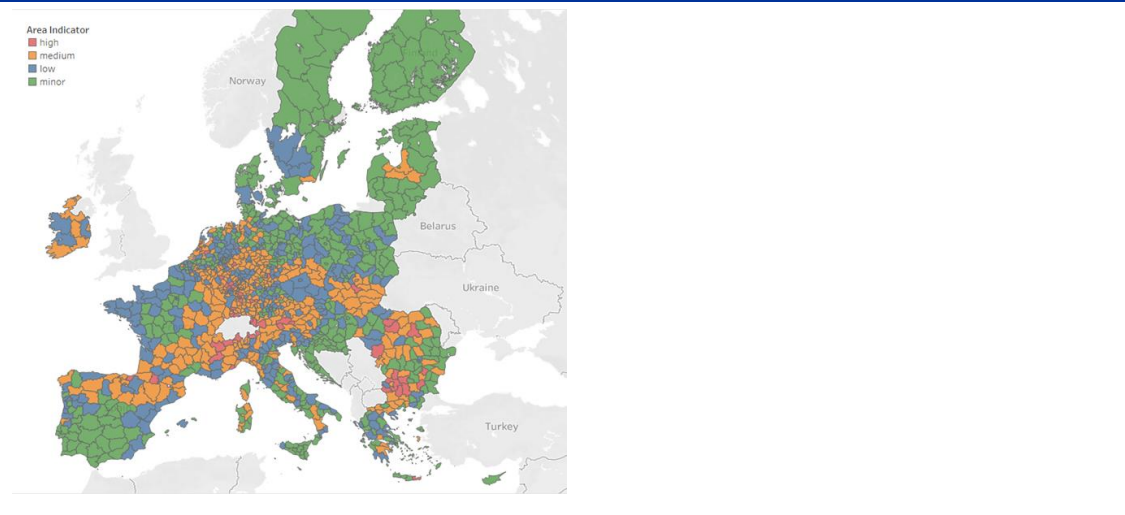 Area Indicator
high
medium
low
minor
Norway
Belarus
Ukraine
Turkey